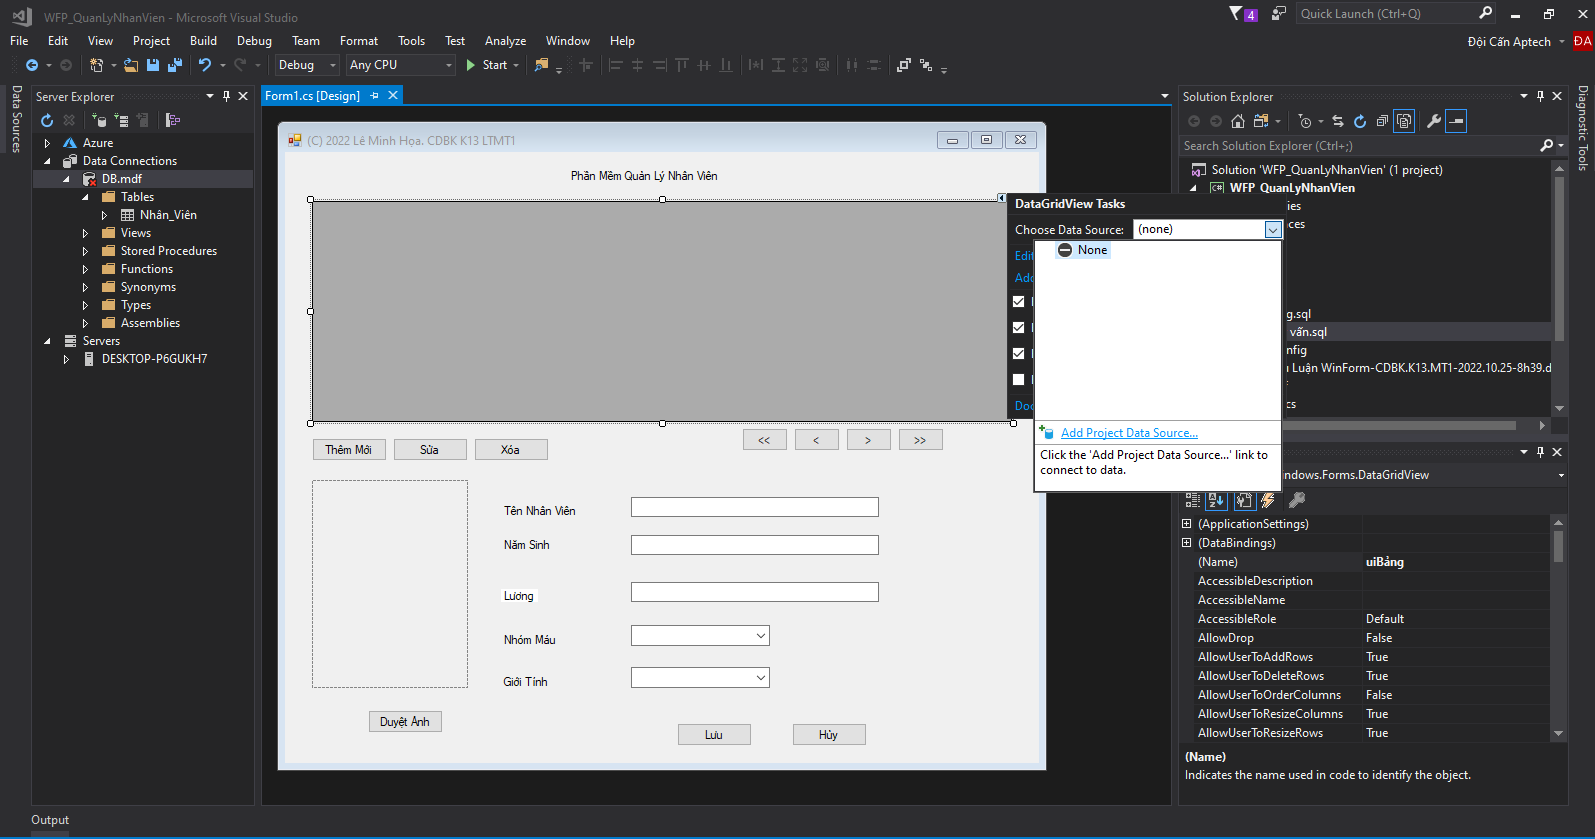 WFP_QuanLyNhanVien - Microsoft Visual Studio
4
Quick Launch (Ctrl+Q)
File Edit View Project Build Debug Team Format Tools Test Analyze Window Help
Đội Cấn Aptech
ĐA
Debug
Any CPU
Start
Data Sources
Server Explorer
Azure
Data Connections
DB.mdf
Tables
Nhân_Viên
Views
Stored Procedures
Functions
Synonyms
Types
Assemblies
Servers
DESKTOP-P6GUKH7
Form1.cs [Design]
(C) 2022 Lê Minh Họa. CDBK K13 LTMT1
Phần Mềm Quản Lý Nhân Viên
DataGridView Tasks
Choose Data Source: (none)
None
Edit
Add
Doc
Add Project Data Source...
Click the 'Add Project Data Source...' link to
connect to data.
Thêm Mới
Sửa
Xóa
<<
<
>
>>
Tên Nhân Viên
Năm Sinh
Lương
Nhóm Máu
Giới Tính
Duyệt Ảnh
Lưu
Hủy
Solution Explorer
Search Solution Explorer (Ctrl+;)
Solution 'WFP_QuanLyNhanVien' (1 project)
WFP_QuanLyNhanVien
ies
ces
g.sql
vấn.sql
nfig
Luận WinForm-CDBK.K13.MT1-2022.10.25-8h39.d
cs
ndows.Forms.DataGridView
(ApplicationSettings)
(DataBindings)
(Name) uiBảng
AccessibleDescription
AccessibleName
AccessibleRole Default
AllowDrop False
AllowUserToAddRows True
AllowUserToDeleteRows True
AllowUserToOrderColumns False
AllowUserToResizeColumns True
AllowUserToResizeRows True
(Name)
Indicates the name used in code to identify the object.
Diagnostic Tools
Output